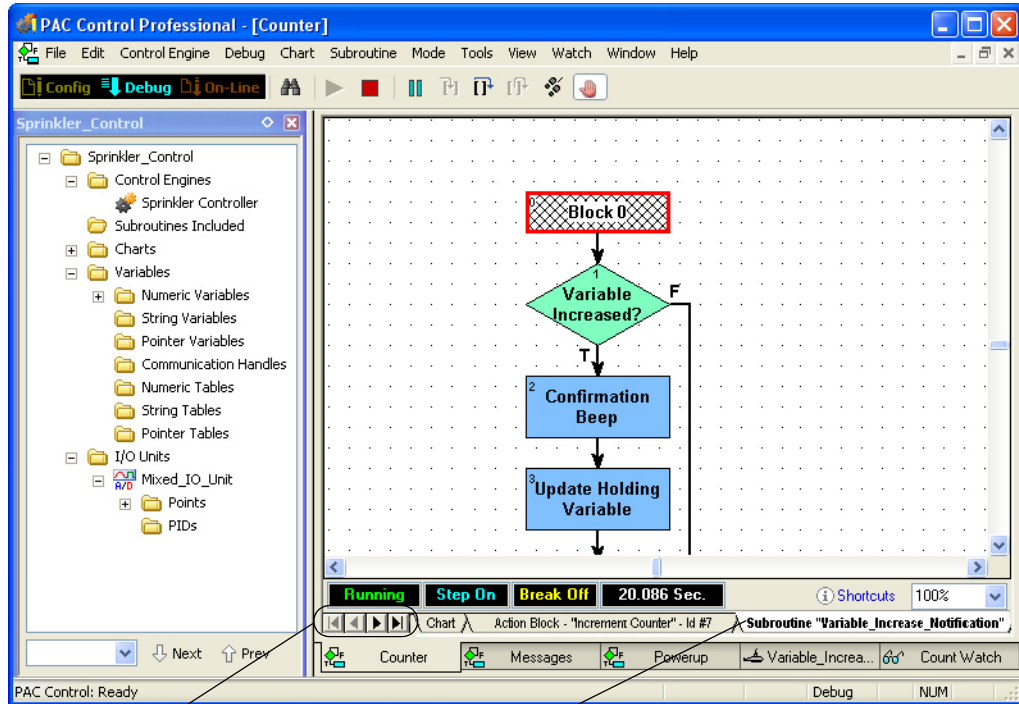 PAC Control Professional - [Counter]
File Edit Control Engine Debug Chart Subroutine Mode Tools View Watch Window Help
Config Debug On-Line
Sprinkler_Control
Sprinkler_Control
Control Engines
Sprinkler Controller
Subroutines Included
Charts
Variables
Numeric Variables
String Variables
Pointer Variables
Communication Handles
Numeric Tables
String Tables
Pointer Tables
I/O Units
A/D
Mixed_IO_Unit
Points
PIDs
Next Prev
0
Block 0
1
Variable
Increased?
F
T
2
Confirmation
Beep
3
Update Holding
Variable
Running Step On Break Off 20.086 Sec. Shortcuts 100%
Chart Action Block - "Increment Counter" - Id #7 Subroutine "Variable_Increase_Notification"
Counter Messages Powerup Variable_Increa... Count Watch
PAC Control: Ready Debug NUM